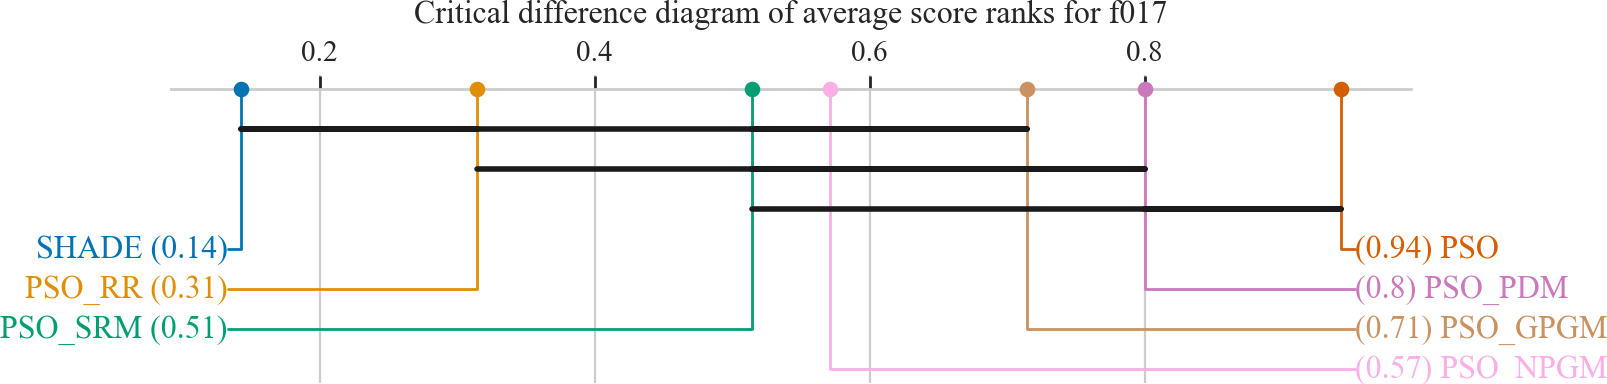 Critical difference diagram of average score ranks for f017
0.2 0.4 0.6 0.8
SHADE (0.14) (0.94) PSO
PSO_RR (0.31) (0.8) PSO_PDM
PSO_SRM (0.51) (0.71) PSO_GPGM
(0.57) PSO_NPGM